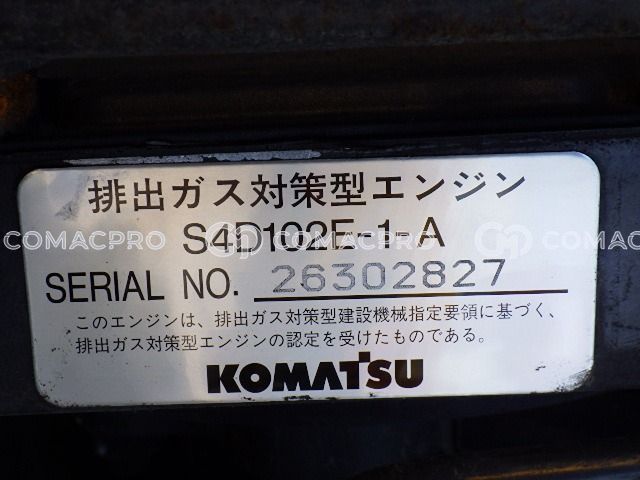 排出ガス対策型エンジン
S4D102E-1-A
COMACPRO
COMACPRO
SERIAL NO. 26302827
このエンジンは、排出ガス対策型建設機械指定要領に基づく、
排出ガス対策型エンジンの認定を受けたものである。
KOMATSU